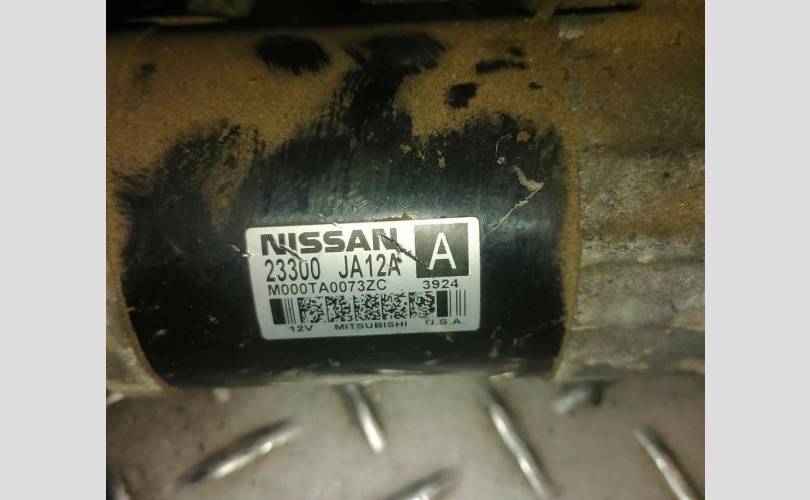 NISSAN A
23300 JA12A
M000TA0073ZC 3924
12V MITSUBISHI U.S.A.